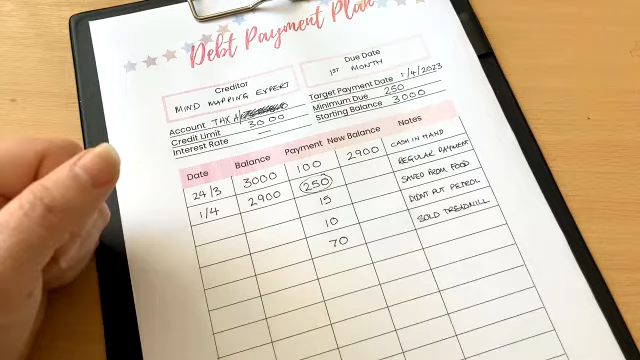 Debt Payment Plan
Creditor
MIND MAPPING EXPERT
Due Date
1ST MONTH
Account TAX
Credit Limit 3000
Interest Rate —
Target Payment Date 1/4/2023
Minimum Due 250
Starting Balance 3000
Date Balance Payment New Balance Notes
24/3 3000 100 2900 CASH IN HAND
1/4 2900 250 REGULAR PAYMENT
15 SAVED FROM FOOD
10 DIDNT PUT PETROL
70 SOLD TREADMILL